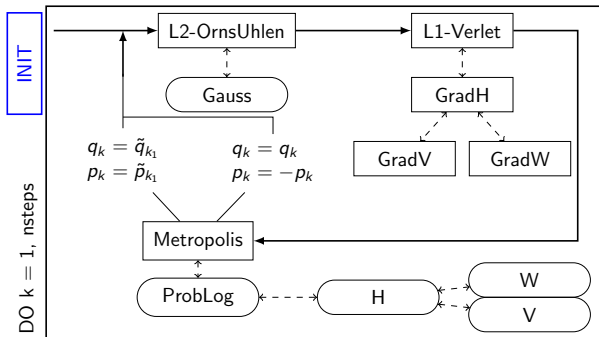 INIT
L2-OrnsUhlen
L1-Verlet
Gauss
GradH
GradV
GradW
q_k = q̃_{k_1}
p_k = p̃_{k_1}
q_k = q_k
p_k = −p_k
Metropolis
ProbLog
H
W
V
DO k = 1, nsteps